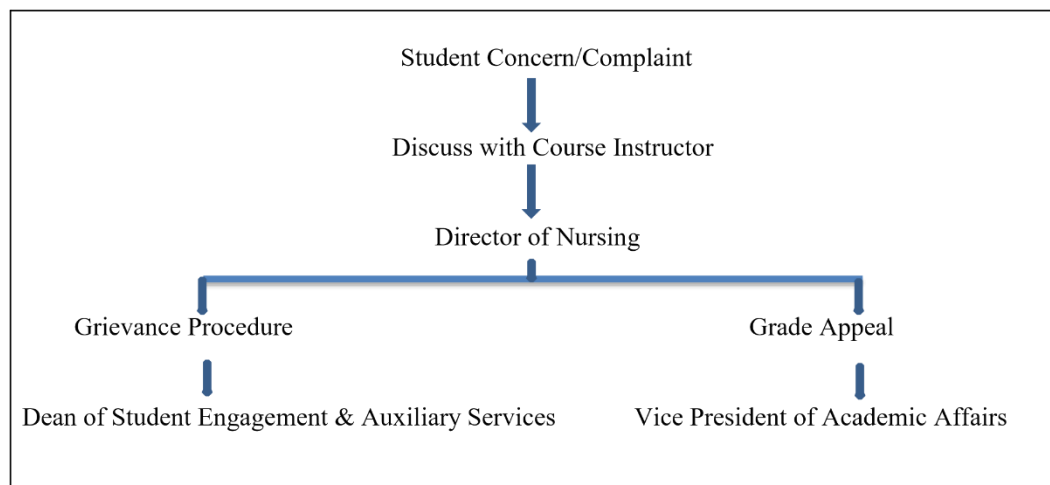 Student Concern/Complaint
Discuss with Course Instructor
Director of Nursing
Grievance Procedure
Grade Appeal
Dean of Student Engagement & Auxiliary Services
Vice President of Academic Affairs